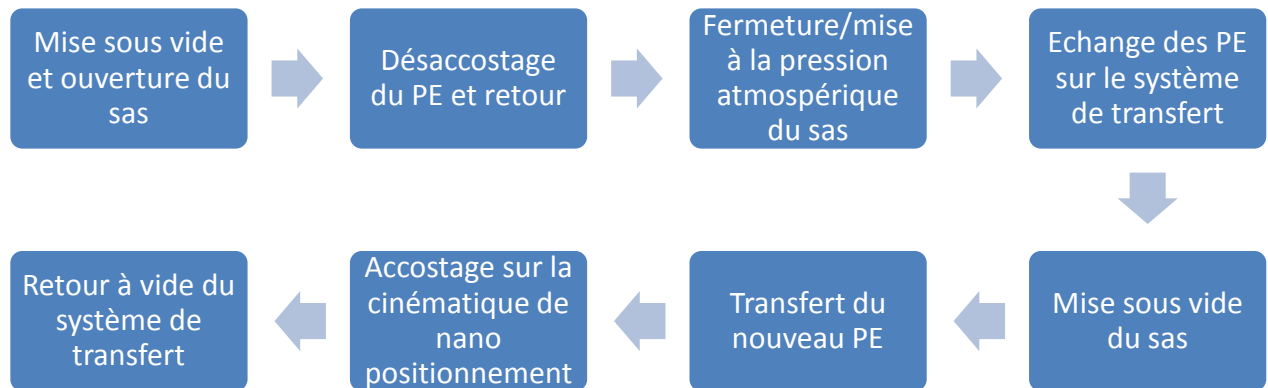 Mise sous vide
et ouverture du
sas
Désaccostage
du PE et retour
Fermeture/mise
à la pression
atmospérique
du sas
Echange des PE
sur le système
de transfert
Mise sous vide
du sas
Transfert du
nouveau PE
Accostage sur la
cinématique de
nano
positionnement
Retour à vide du
système de
transfert